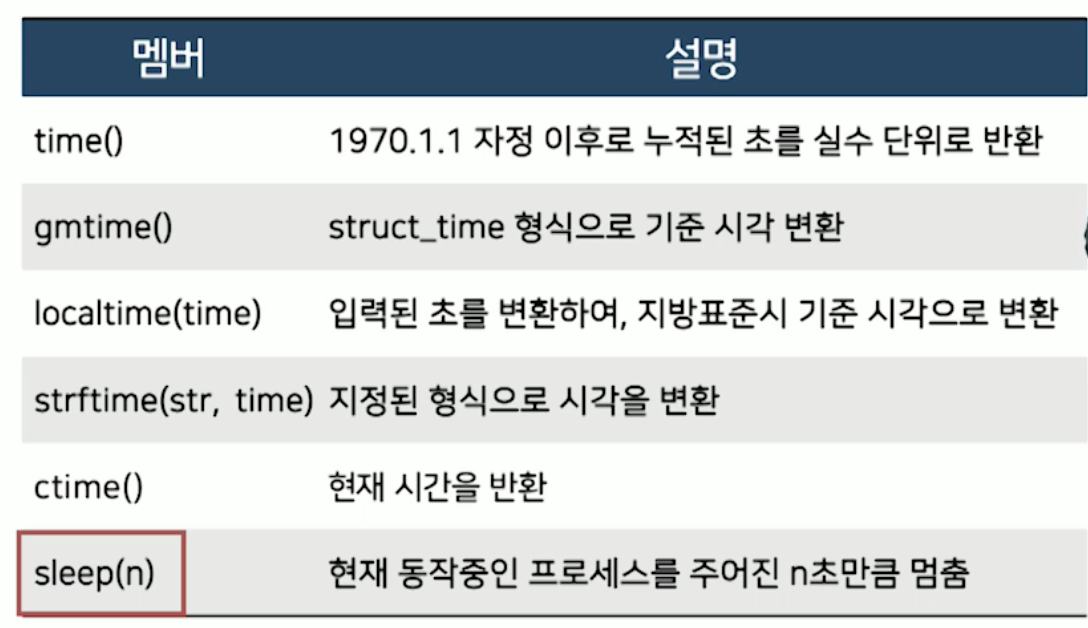 멤버 설명
time() 1970.1.1 자정 이후로 누적된 초를 실수 단위로 반환
gmtime() struct_time 형식으로 기준 시각 변환
localtime(time) 입력된 초를 변환하여, 지방표준시 기준 시각으로 변환
strftime(str, time) 지정된 형식으로 시각을 변환
ctime() 현재 시간을 반환
sleep(n) 현재 동작중인 프로세스를 주어진 n초만큼 멈춤